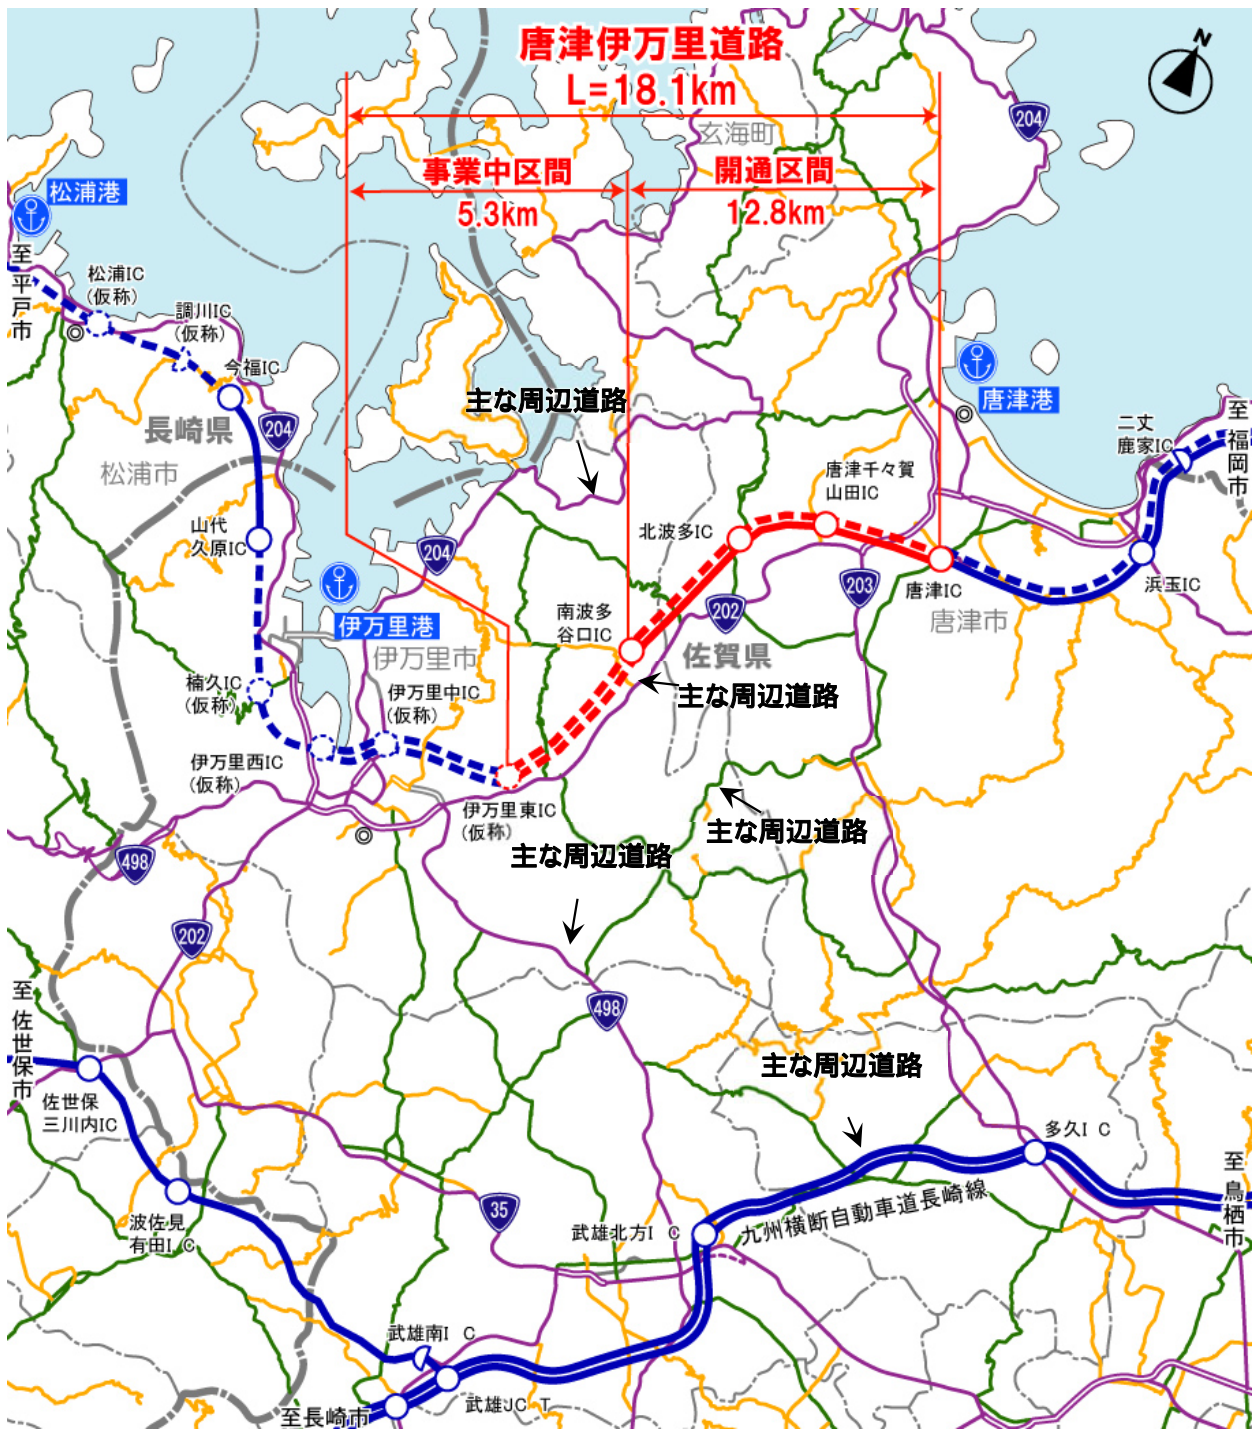 唐津伊万里道路
L=18.1km
N
204
玄海町
事業中区間
5.3km
開通区間
12.8km
松浦港
至 平戸市
松浦IC
(仮称)
調川IC
(仮称)
今福IC
204
長崎県
松浦市
主な周辺道路
唐津港
二丈
鹿家IC
至 福岡市
唐津千々賀
山田IC
北波多IC
山代
久原IC
204
203
唐津IC
浜玉IC
唐津市
伊万里港
伊万里市
南波多
谷口IC
202
佐賀県
主な周辺道路
楠久IC
(仮称)
伊万里中IC
(仮称)
伊万里西IC
(仮称)
伊万里東IC
(仮称)
主な周辺道路
主な周辺道路
498
202
至 佐世保市
498
主な周辺道路
佐世保
三川内IC
多久I C
至 鳥栖市
波佐見
有田I C
35
武雄北方I C
九州横断自動車道長崎線
武雄南I C
武雄JC T
至長崎市